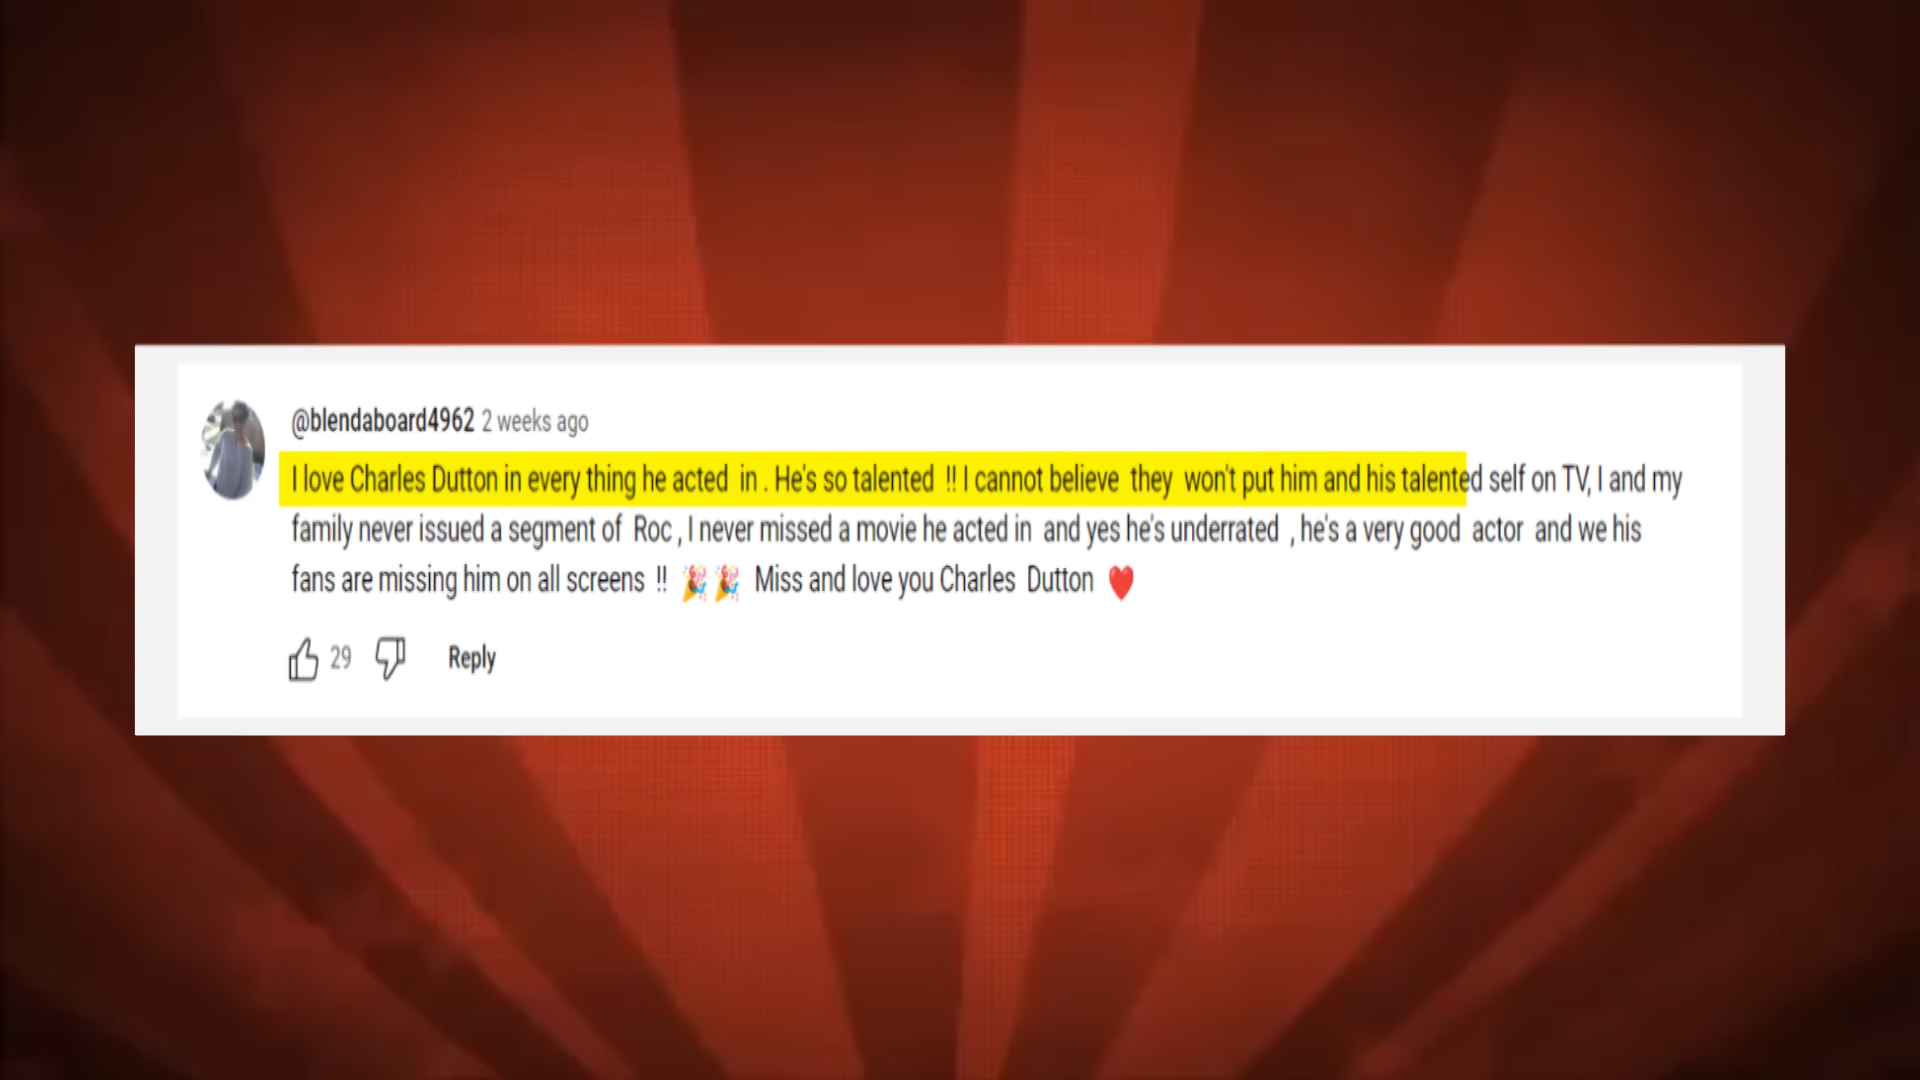 @blendaboard4962 2 weeks ago
I love Charles Dutton in every thing he acted in . He's so talented !! I cannot believe they won't put him and his talented self on TV, I and my
family never issued a segment of Roc , I never missed a movie he acted in and yes he's underrated , he's a very good actor and we his
fans are missing him on all screens !! 🎉🎉 Miss and love you Charles Dutton ♥️
29 Reply